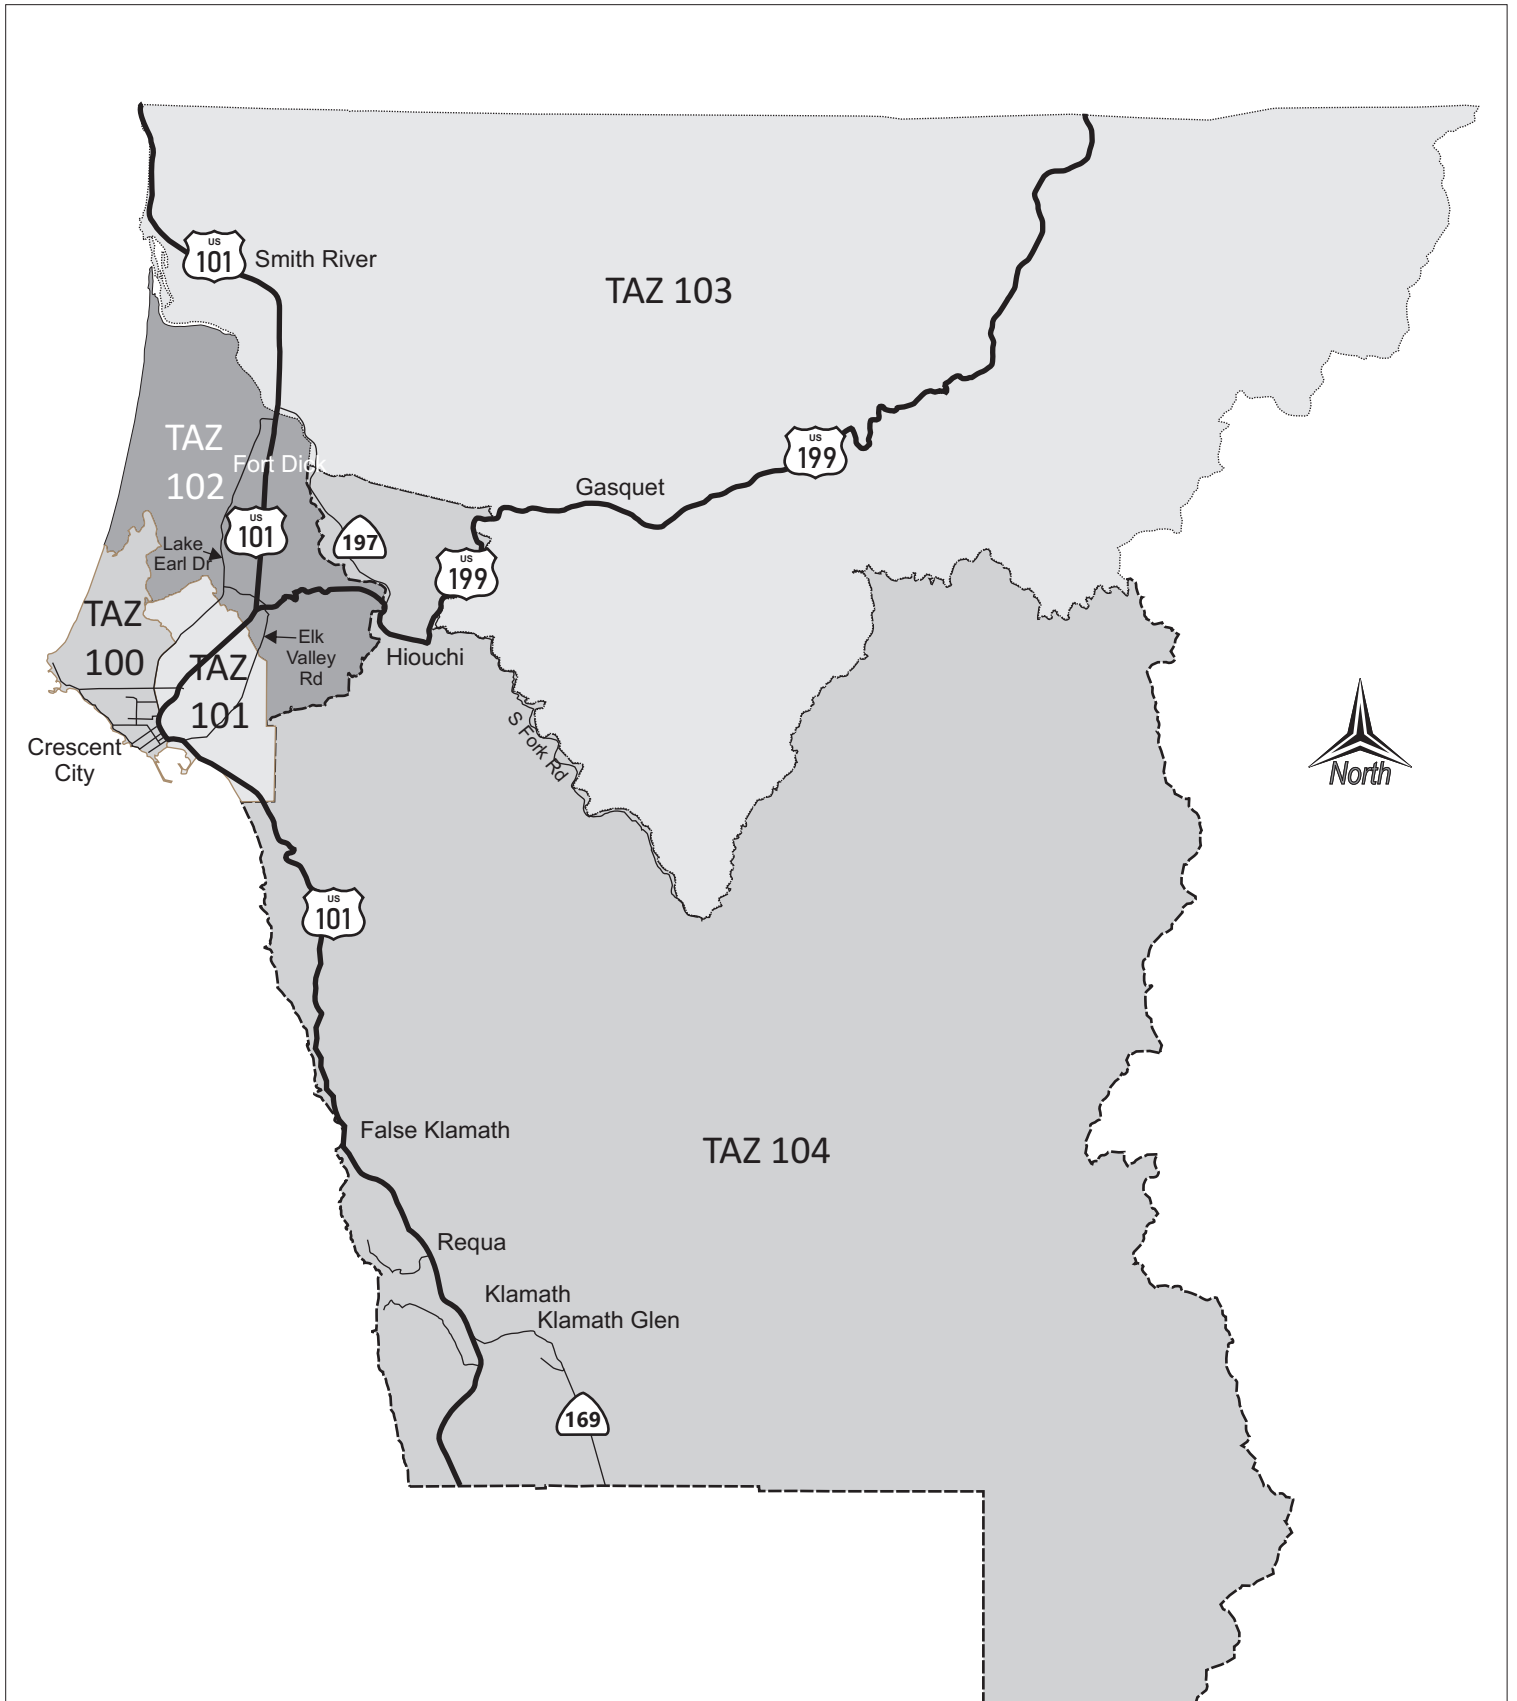 US
101
Smith River
TAZ 103
TAZ
102
Fort Dick
US
199
Gasquet
US
101
197
Lake
Earl Dr
US
199
TAZ
100
TAZ
101
Elk
Valley
Rd
Hiouchi
S Fork Rd
Crescent
City
North
US
101
False Klamath
TAZ 104
Requa
Klamath
Klamath Glen
169